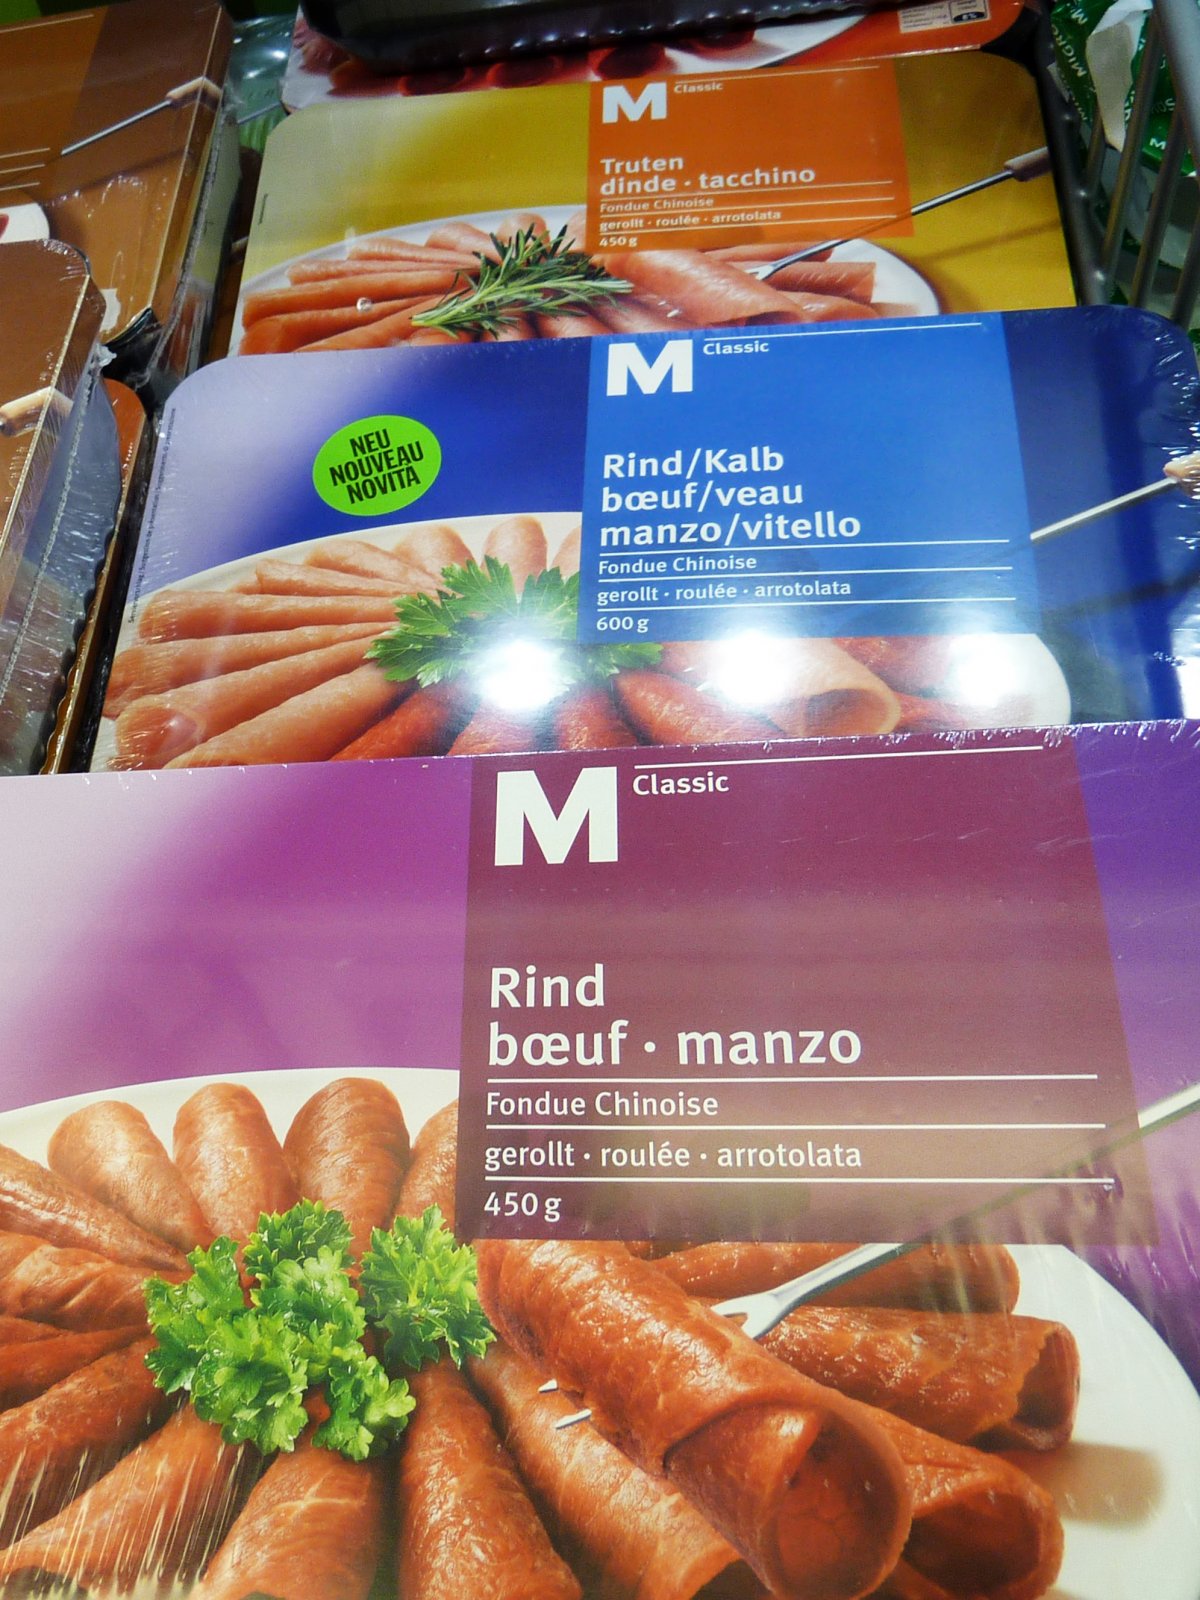 M Classic
Truten
dinde · tacchino
Fondue Chinoise
gerollt · roulée · arrotolata
450 g
M Classic
NEU
NOUVEAU
NOVITÀ
Rind/Kalb
bœuf/veau
manzo/vitello
Fondue Chinoise
gerollt · roulée · arrotolata
600 g
M Classic
Rind
bœuf · manzo
Fondue Chinoise
gerollt · roulée · arrotolata
450 g